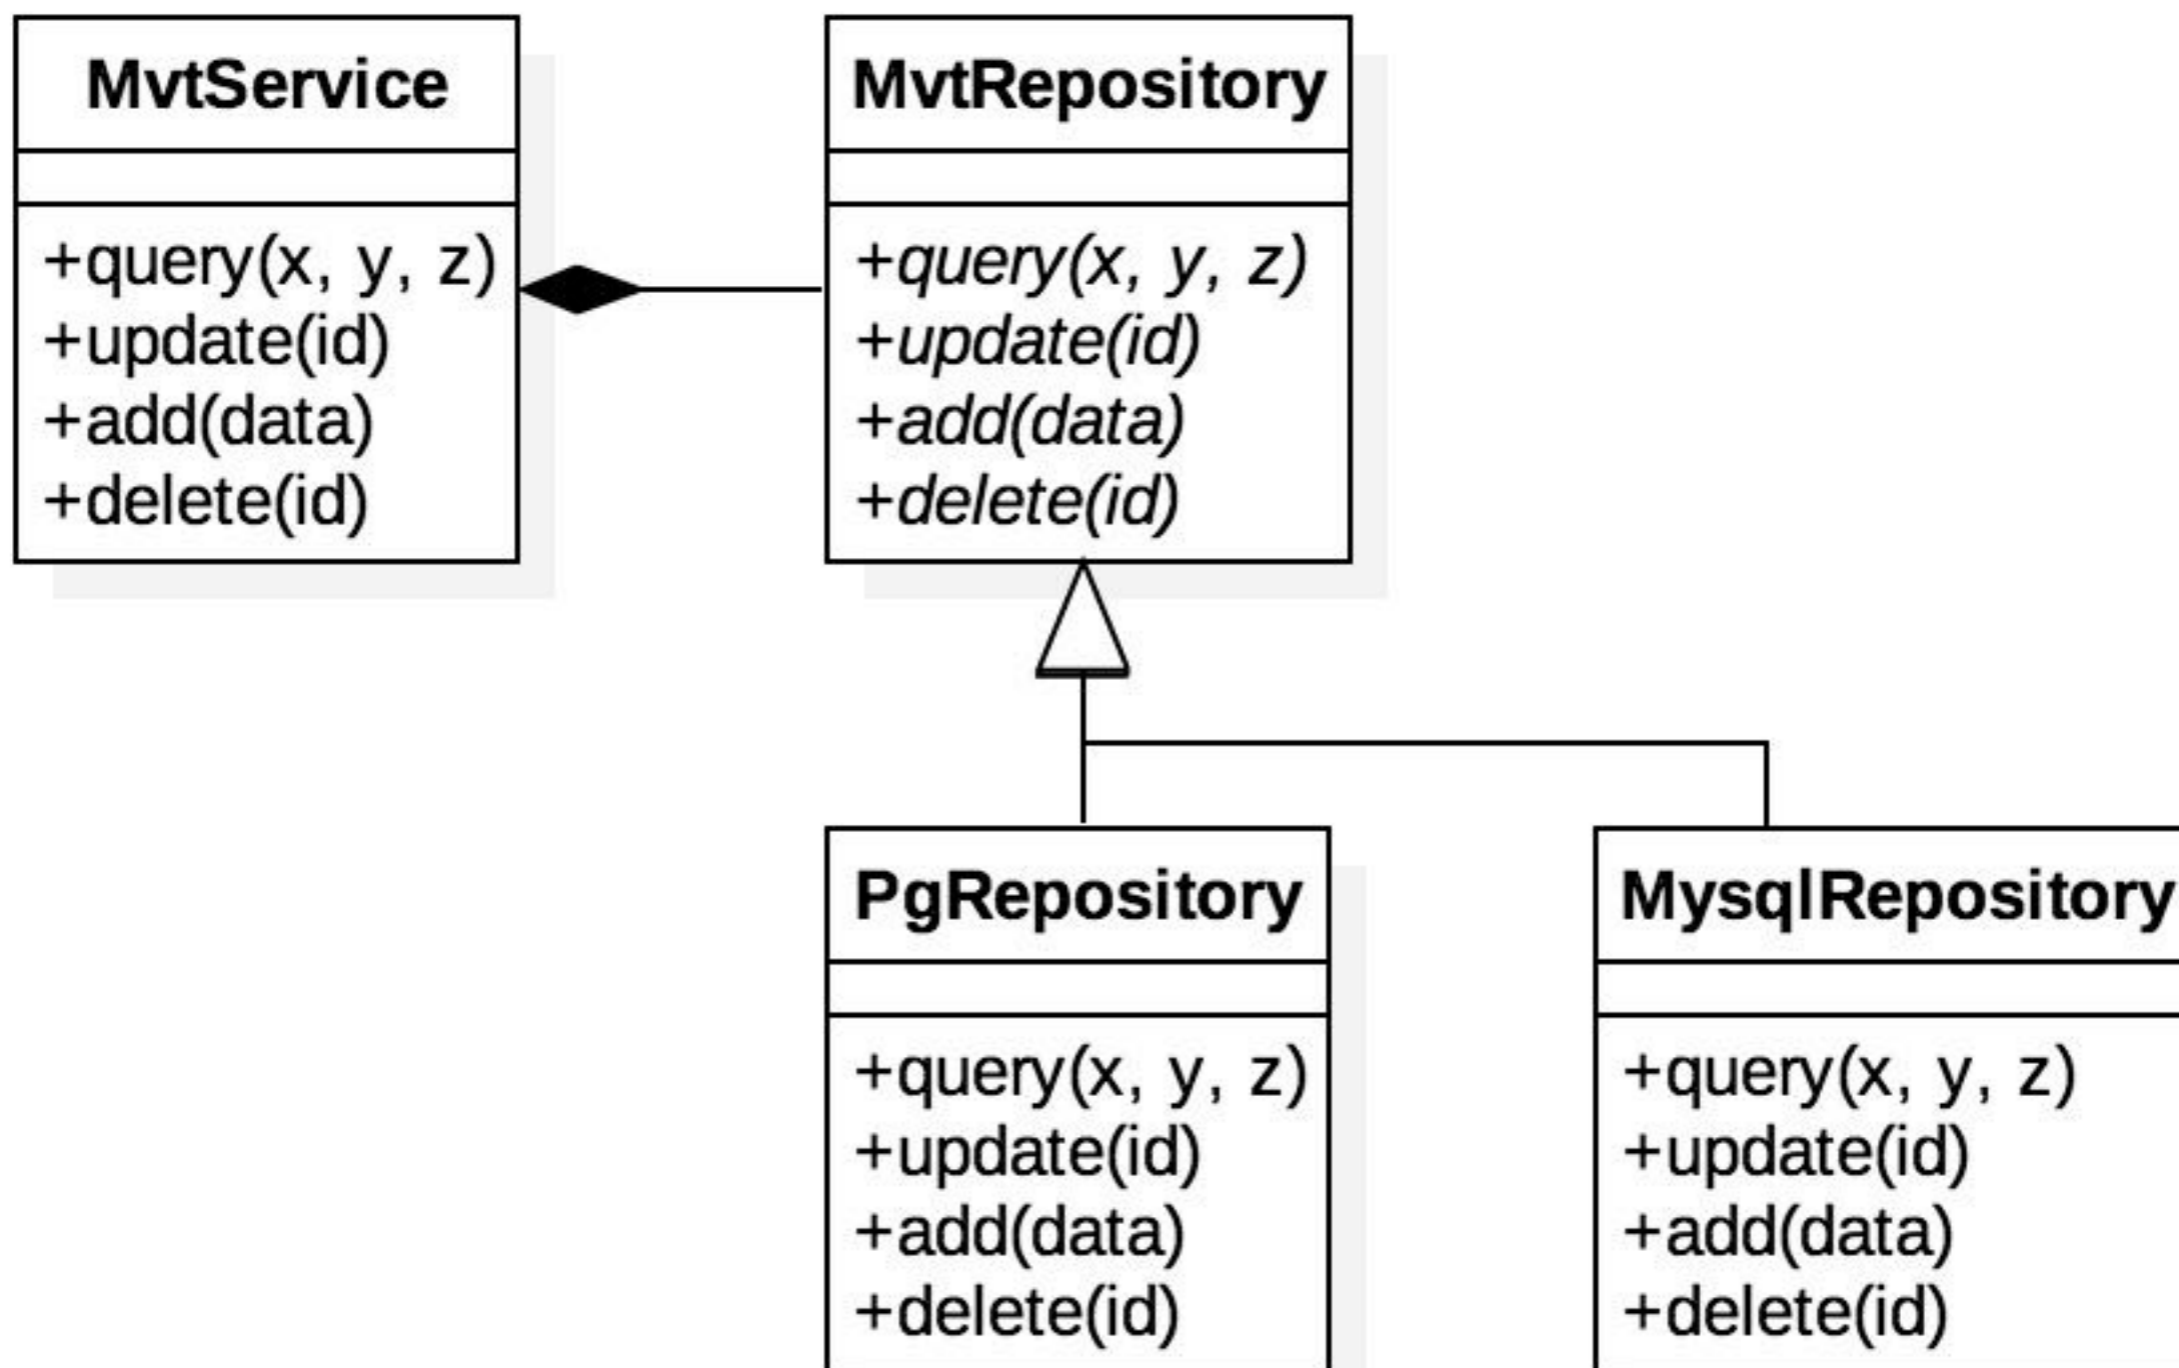 MvtService
+query(x, y, z)
+update(id)
+add(data)
+delete(id)
MvtRepository
+query(x, y, z)
+update(id)
+add(data)
+delete(id)
PgRepository
+query(x, y, z)
+update(id)
+add(data)
+delete(id)
MysqlRepository
+query(x, y, z)
+update(id)
+add(data)
+delete(id)